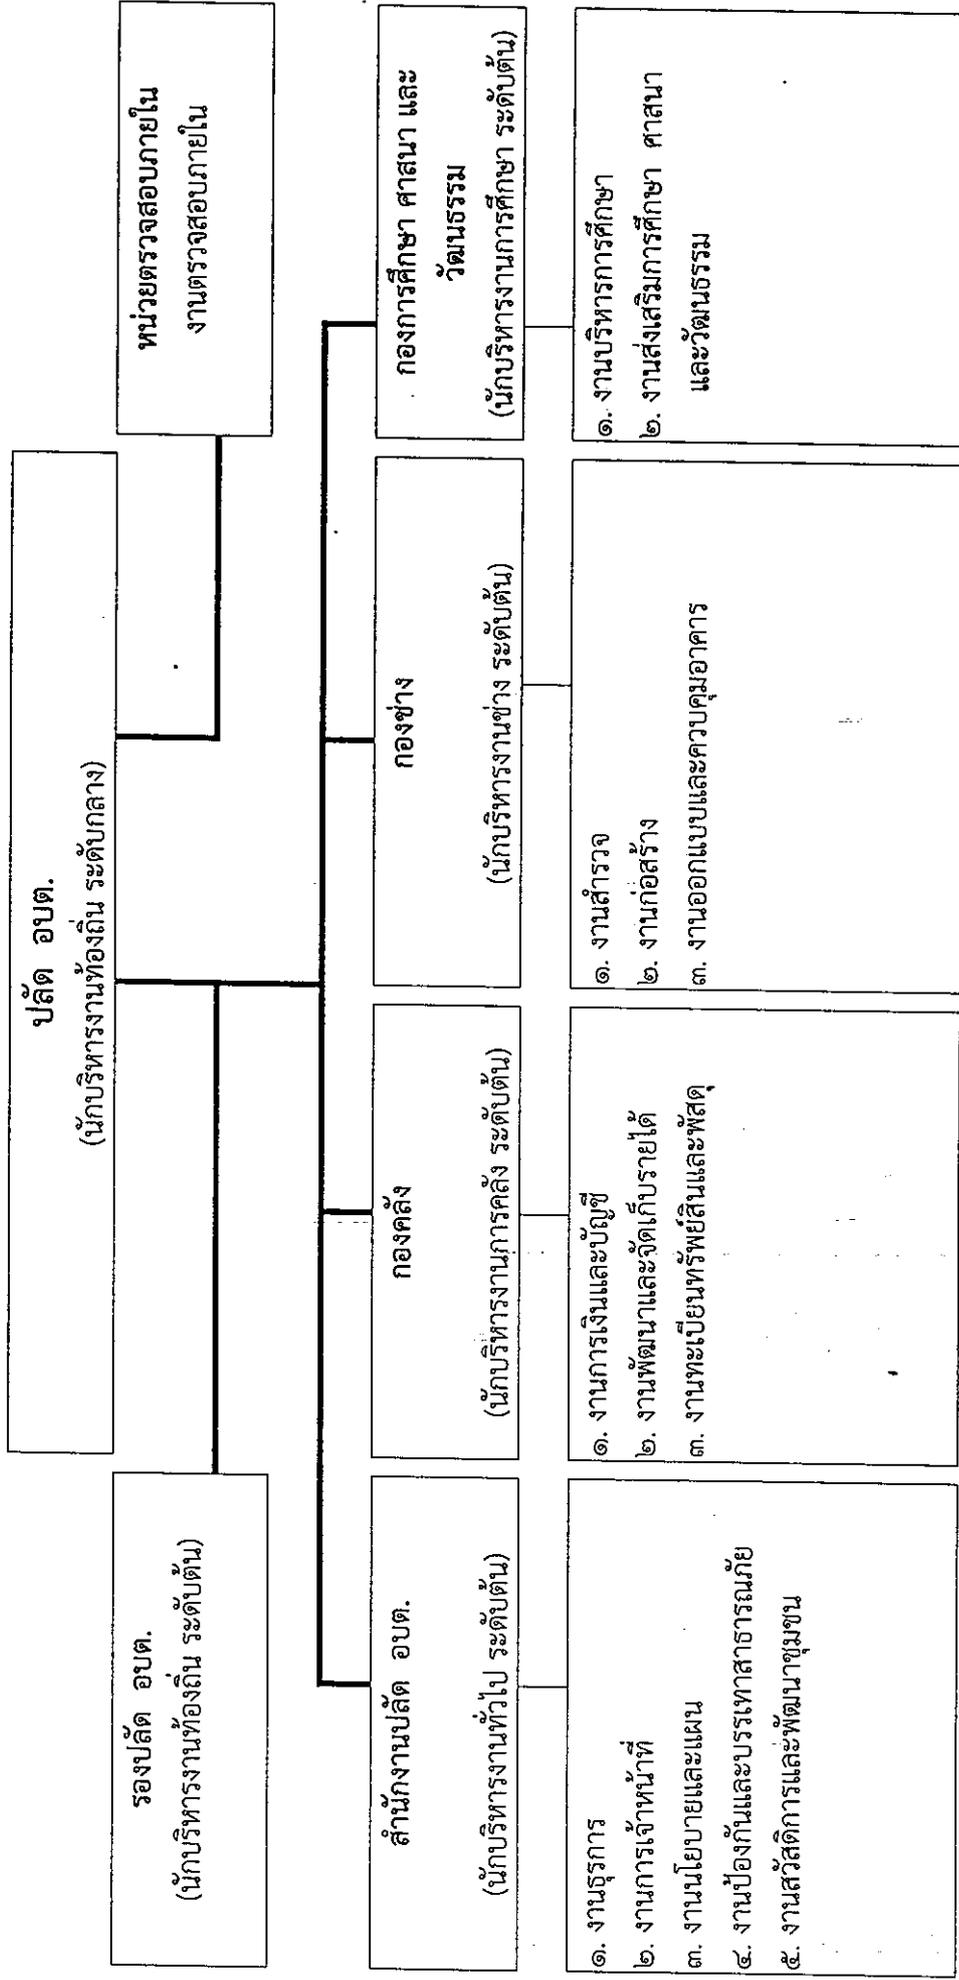 ปลัด อบต.
(นักบริหารงานท้องถิ่น ระดับกลาง)
รองปลัด อบต.
(นักบริหารงานท้องถิ่น ระดับต้น)
หน่วยตรวจสอบภายใน
งานตรวจสอบภายใน
สำนักงานปลัด อบต.
(นักบริหารงานทั่วไป ระดับต้น)
กองคลัง
(นักบริหารงานการคลัง ระดับต้น)
กองช่าง
(นักบริหารงานช่าง ระดับต้น)
กองการศึกษา ศาสนา และ
วัฒนธรรม
(นักบริหารงานการศึกษา ระดับต้น)
๑. งานธุรการ
๒. งานการเจ้าหน้าที่
๓. งานนโยบายและแผน
๔. งานป้องกันและบรรเทาสาธารณภัย
๕. งานสวัสดิการและพัฒนาชุมชน
๑. งานการเงินและบัญชี
๒. งานพัฒนาและจัดเก็บรายได้
๓. งานทะเบียนทรัพย์สินและพัสดุ
๑. งานสำรวจ
๒. งานก่อสร้าง
๓. งานออกแบบและควบคุมอาคาร
๑. งานบริหารการศึกษา
๒. งานส่งเสริมการศึกษา ศาสนา
และวัฒนธรรม